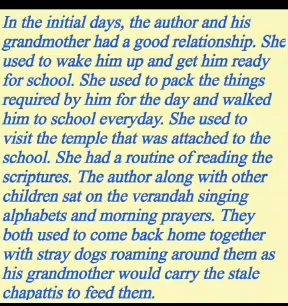 In the initial days, the author and his
grandmother had a good relationship. She
used to wake him up and get him ready
for school. She used to pack the things
required by him for the day and walked
him to school everyday. She used to
visit the temple that was attached to the
school. She had a routine of reading the
scriptures. The author along with other
children sat on the verandah singing
alphabets and morning prayers. They
both used to come back home together
with stray dogs roaming around them as
his grandmother would carry the stale
chapattis to feed them.